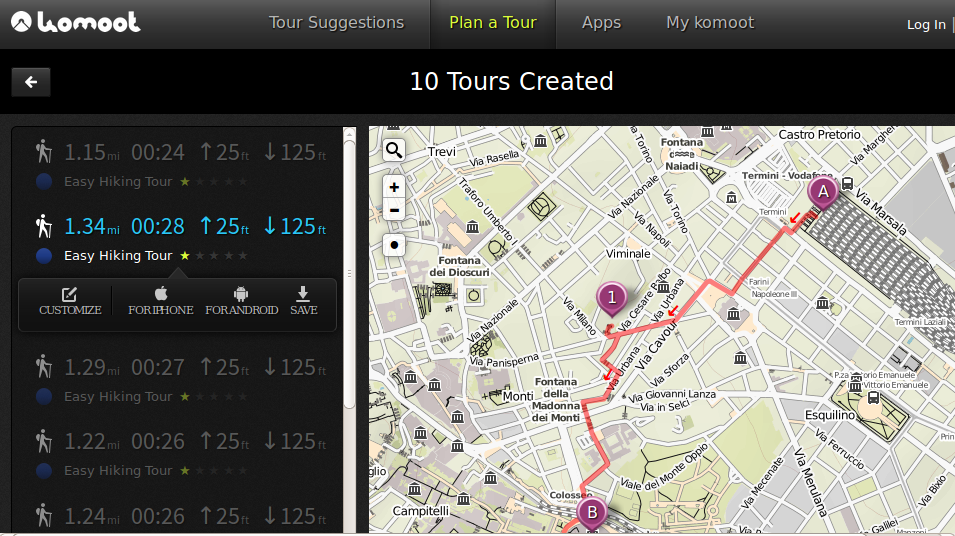 komoot
Tour Suggestions
Plan a Tour
Apps
My komoot
Log In
10 Tours Created
1.15mi 00:24 ↑25ft ↓125ft
Easy Hiking Tour
1.34mi 00:28 ↑25ft ↓125ft
Easy Hiking Tour
CUSTOMIZE
FOR IPHONE
FOR ANDROID
SAVE
1.29mi 00:27 ↑25ft ↓125ft
Easy Hiking Tour
1.22mi 00:26 ↑25ft ↓125ft
Easy Hiking Tour
1.24mi 00:26 ↑25ft ↓125ft
+
-
Trevi
Via Rasella
Via Torino
Fontana
delle
Naiadi
Castro Pretorio
Via Marghera
Termini - Vodafone
A
Via Marsala
Traforo Umberto I
Via Nazionale
Via Torino
Termini
Via Napoli
Fontana
dei Dioscuri
Viminale
1
Via Cesare Balbo
Via Urbana
Farini
Napoleone III
Via Milano
Via Nazionale
Termini Laziali
Via Cavour
Via Panisperna
Via Urbana
Via Sforza
P.za Vittorio Emanuele
Vittorio Emanuele
Fontana
della
Madonna
dei Monti
Monti
Via Giovanni Lanza
Via in Selci
Esquilino
Via Ferruccio
Viale del Monte Oppio
Via Mecenate
Via Merulana
Via Bixio
Colosseo
Campitelli
B
Galilei
Manzoni